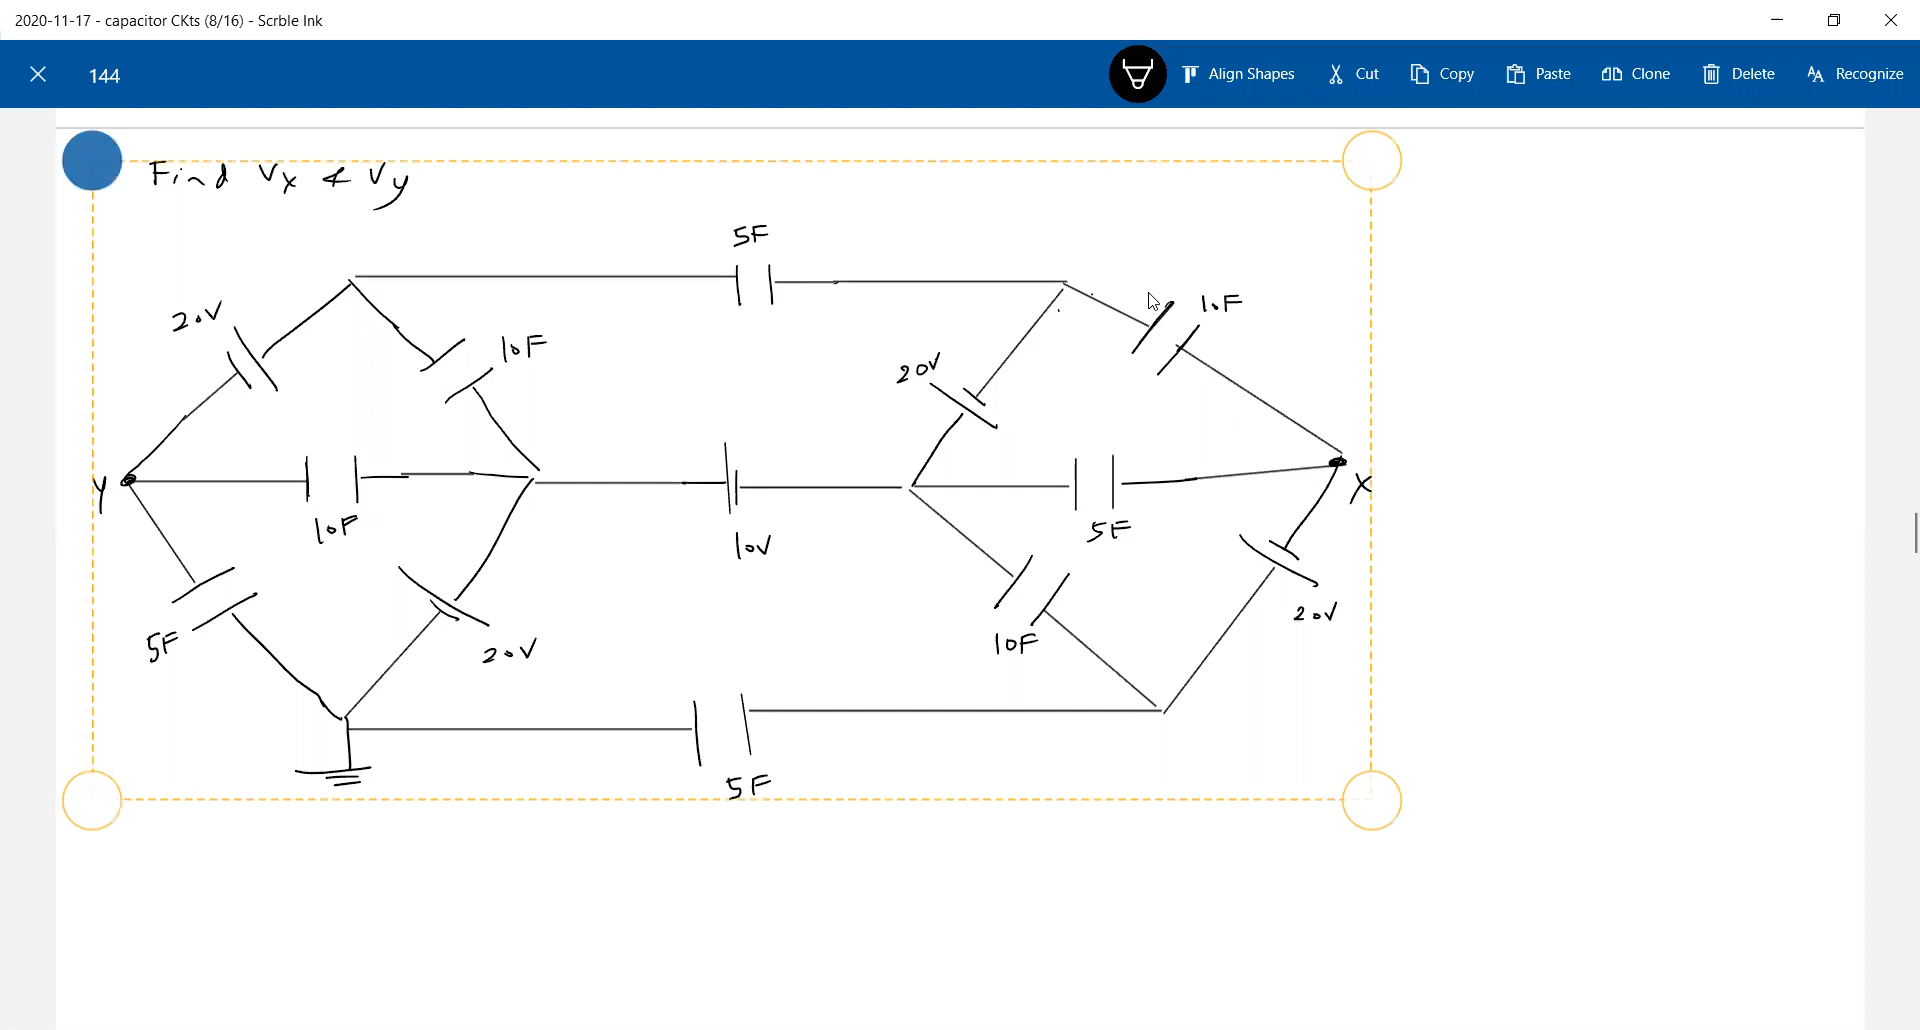 2020-11-17 - capacitor CKts (8/16) - Scrble Ink
144
Align Shapes
Cut
Copy
Paste
Clone
Delete
Recognize
Find Vx & Vy
5F
20V
10F
10F
20V
Y
10F
10V
5F
X
5F
20V
10F
20V
5F